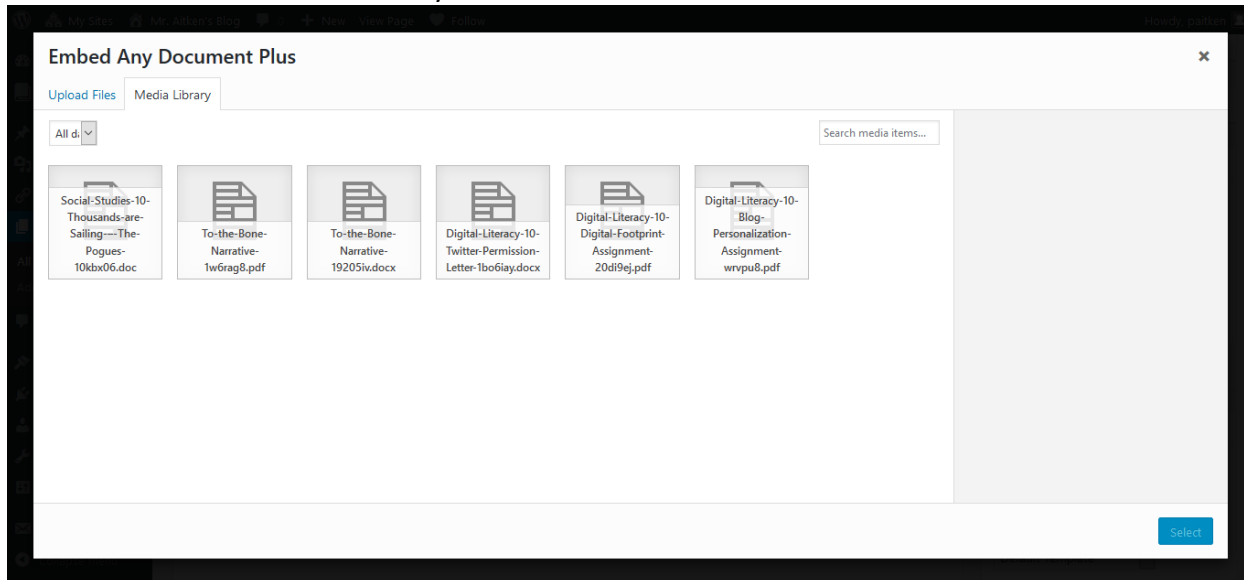 My Sites Mr. Aitken's Blog 0 + New View Page Follow Howdy, paitken
Embed Any Document Plus
Upload Files Media Library
All d
Search media items...
Social-Studies-10-
Thousands-are-
Sailing-–-The-
Pogues-
10kbx06.doc
To-the-Bone-
Narrative-
1w6rag8.pdf
To-the-Bone-
Narrative-
19205iv.docx
Digital-Literacy-10-
Twitter-Permission-
Letter-1bo6iay.docx
Digital-Literacy-10-
Digital-Footprint-
Assignment-
20di9ej.pdf
Digital-Literacy-10-
Blog-
Personalization-
Assignment-
wrvpu8.pdf
Select